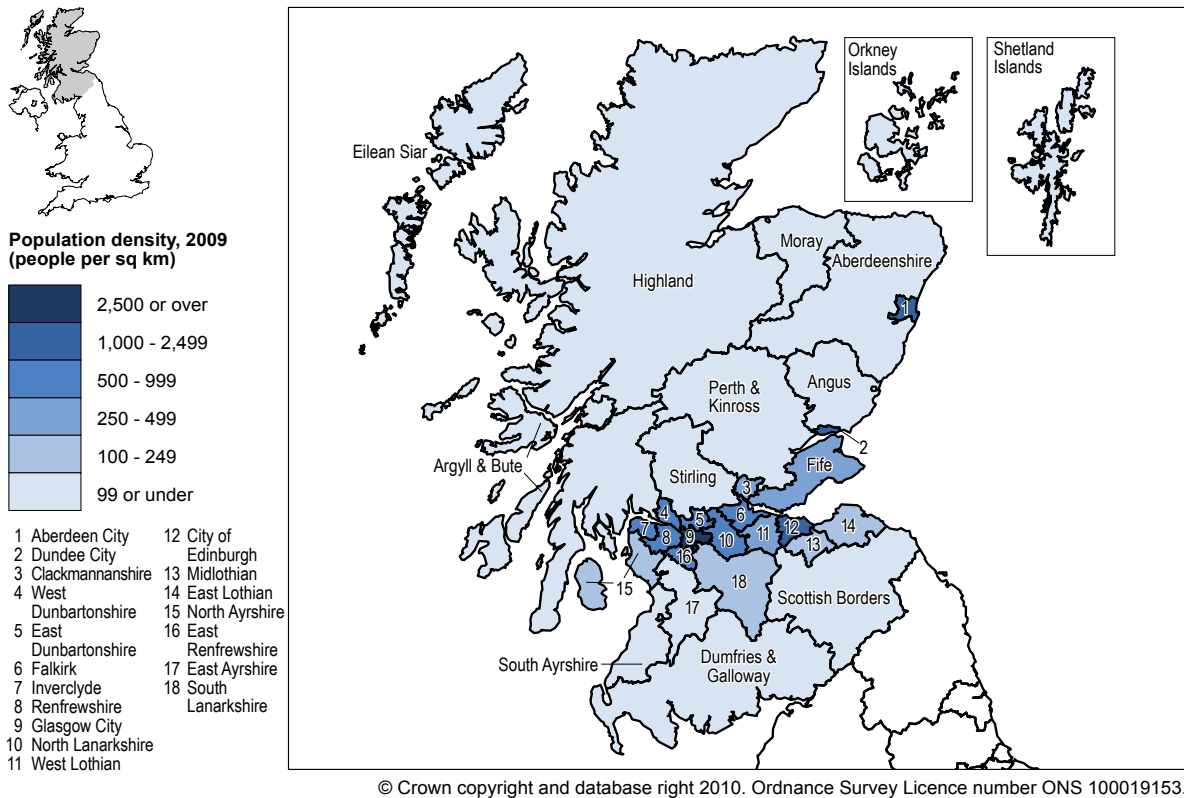 Population density, 2009
(people per sq km)
2,500 or over
1,000 - 2,499
500 - 999
250 - 499
100 - 249
99 or under
1 Aberdeen City
2 Dundee City
3 Clackmannanshire
4 West
Dunbartonshire
5 East
Dunbartonshire
6 Falkirk
7 Inverclyde
8 Renfrewshire
9 Glasgow City
10 North Lanarkshire
11 West Lothian
12 City of
Edinburgh
13 Midlothian
14 East Lothian
15 North Ayrshire
16 East
Renfrewshire
17 East Ayrshire
18 South
Lanarkshire
Orkney
Islands
Shetland
Islands
Eilean Siar
Moray
Aberdeenshire
Highland
1
Perth &
Kinross
Angus
2
Argyll & Bute
Stirling
Fife
3
4
5
6
7
8
9
10
11
12
13
14
16
15
18
17
Scottish Borders
South Ayrshire
Dumfries &
Galloway
© Crown copyright and database right 2010. Ordnance Survey Licence number ONS 100019153.